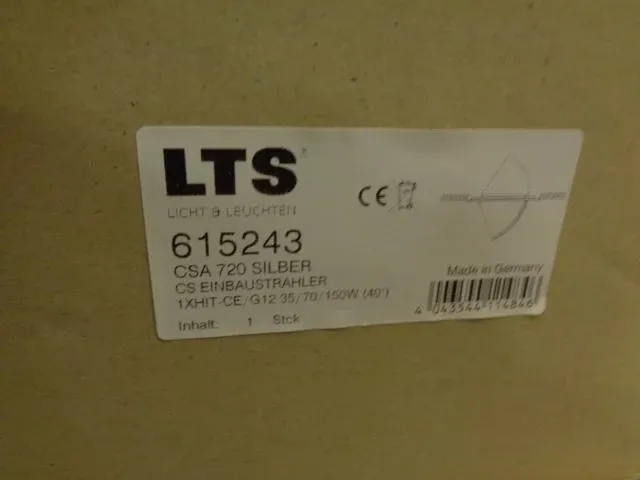 LTS
LICHT & LEUCHTEN
615243
CSA 720 SILBER
CS EINBAUSTRAHLER
1XHIT-CE/G12 35/70/150W (40°)
Inhalt: 1 Stck
CE
Made in Germany
4 043544 114846